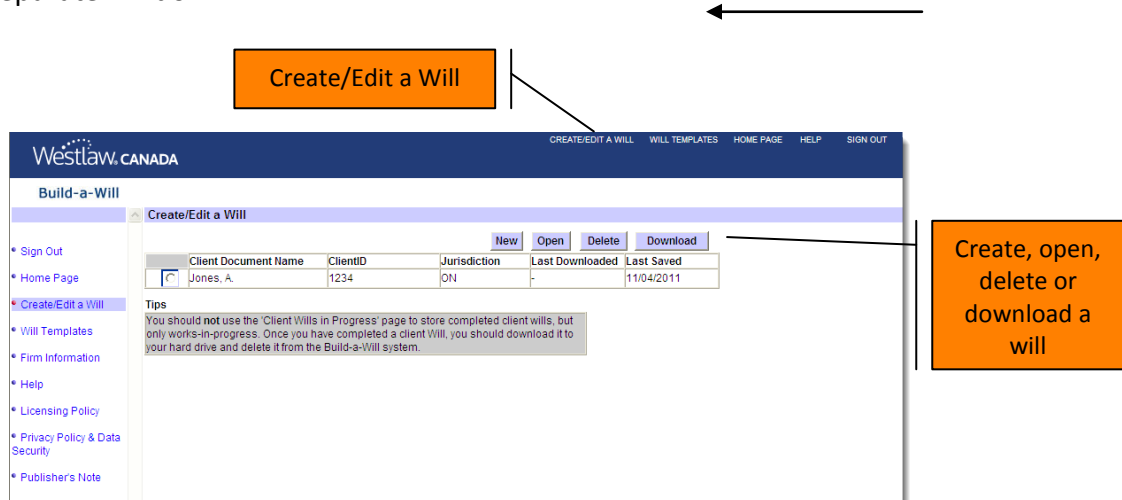 Create/Edit a Will
CREATE/EDIT A WILL WILL TEMPLATES HOME PAGE HELP SIGN OUT
Westlaw. CANADA
Build-a-Will
Create/Edit a Will
New Open Delete Download
Client Document Name ClientID Jurisdiction Last Downloaded Last Saved
Jones, A. 1234 ON - 11/04/2011
Tips
You should not use the 'Client Wills in Progress' page to store completed client wills, but
only works-in-progress. Once you have completed a client Will, you should download it to
your hard drive and delete it from the Build-a-Will system.
• Sign Out
• Home Page
• Create/Edit a Will
• Will Templates
• Firm Information
• Help
• Licensing Policy
• Privacy Policy & Data
Security
• Publisher's Note
Create, open,
delete or
download a
will